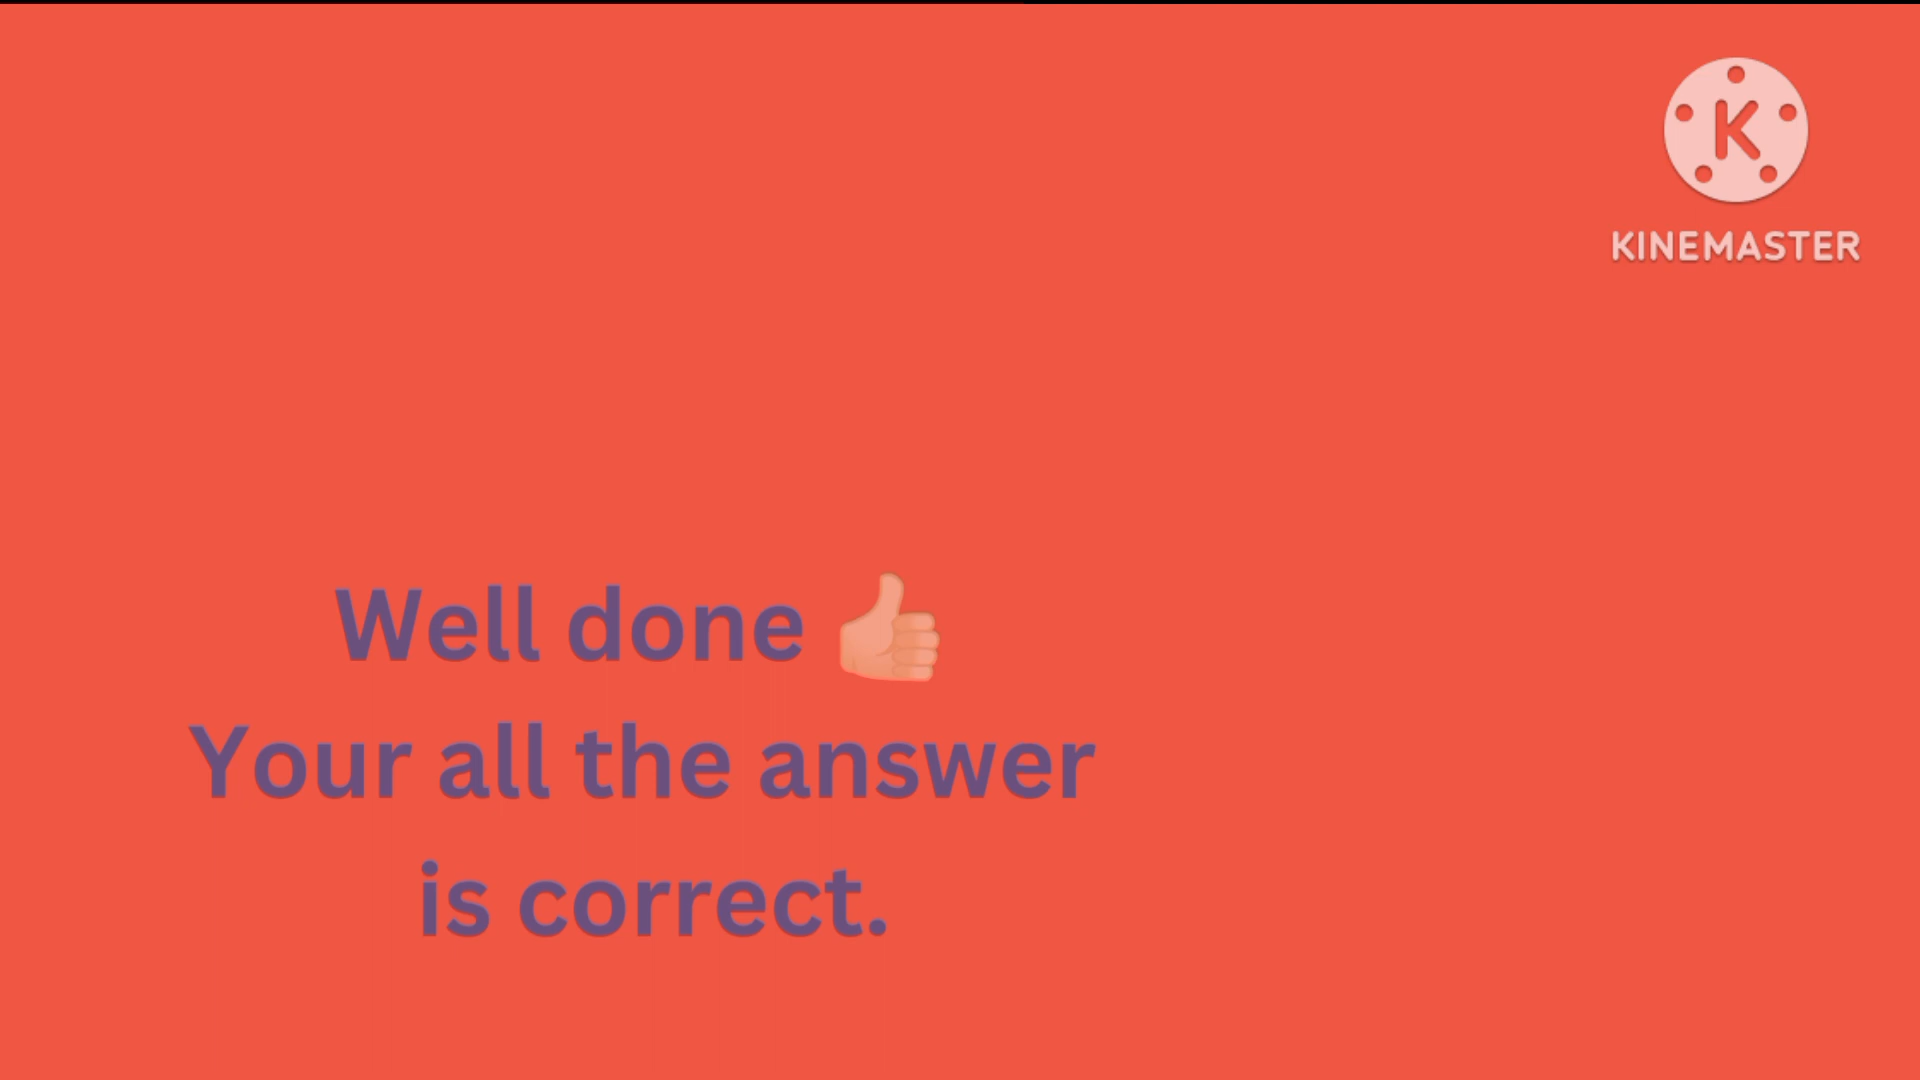 K
KINEMASTER
Well done 👍
Your all the answer
is correct.